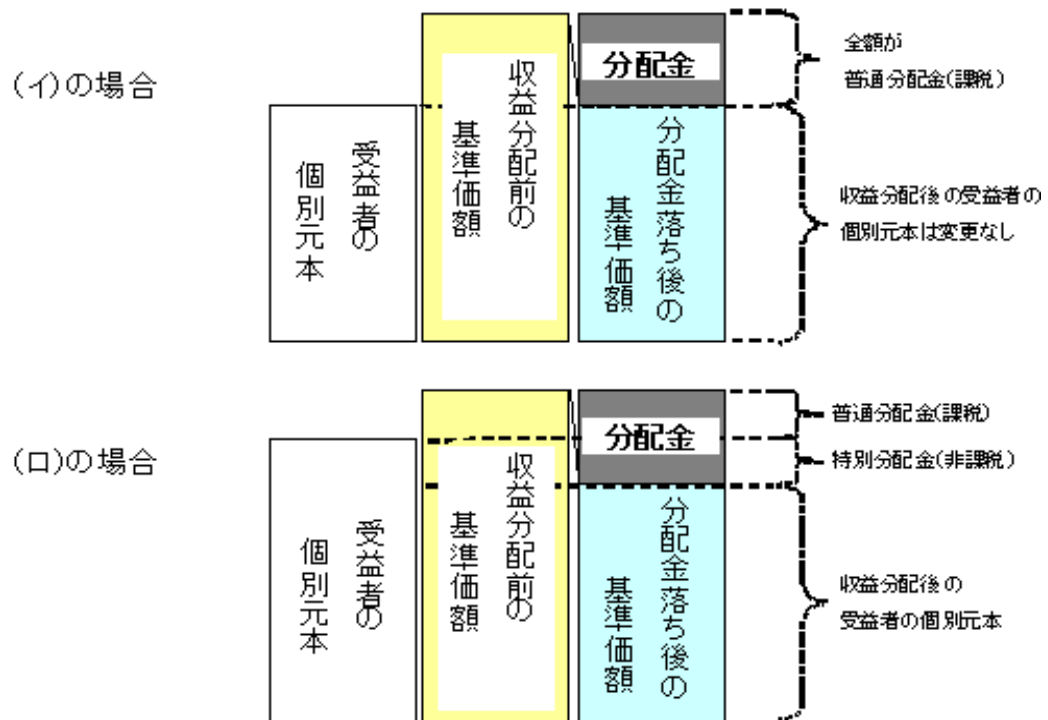 (イ)の場合
受益者の
個別元本
収益分配前の
基準価額
分配金
分配金落ち後の
基準価額
全額が
普通分配金(課税)
収益分配後の受益者の
個別元本は変更なし
(ロ)の場合
受益者の
個別元本
収益分配前の
基準価額
分配金
分配金落ち後の
基準価額
普通分配金(課税)
特別分配金(非課税)
収益分配後の
受益者の個別元本